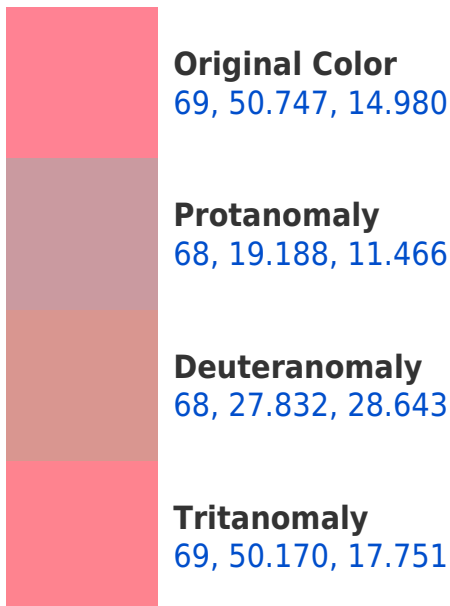 Original Color
69, 50.747, 14.980
Protanomaly
68, 19.188, 11.466
Deuteranomaly
68, 27.832, 28.643
Tritanomaly
69, 50.170, 17.751